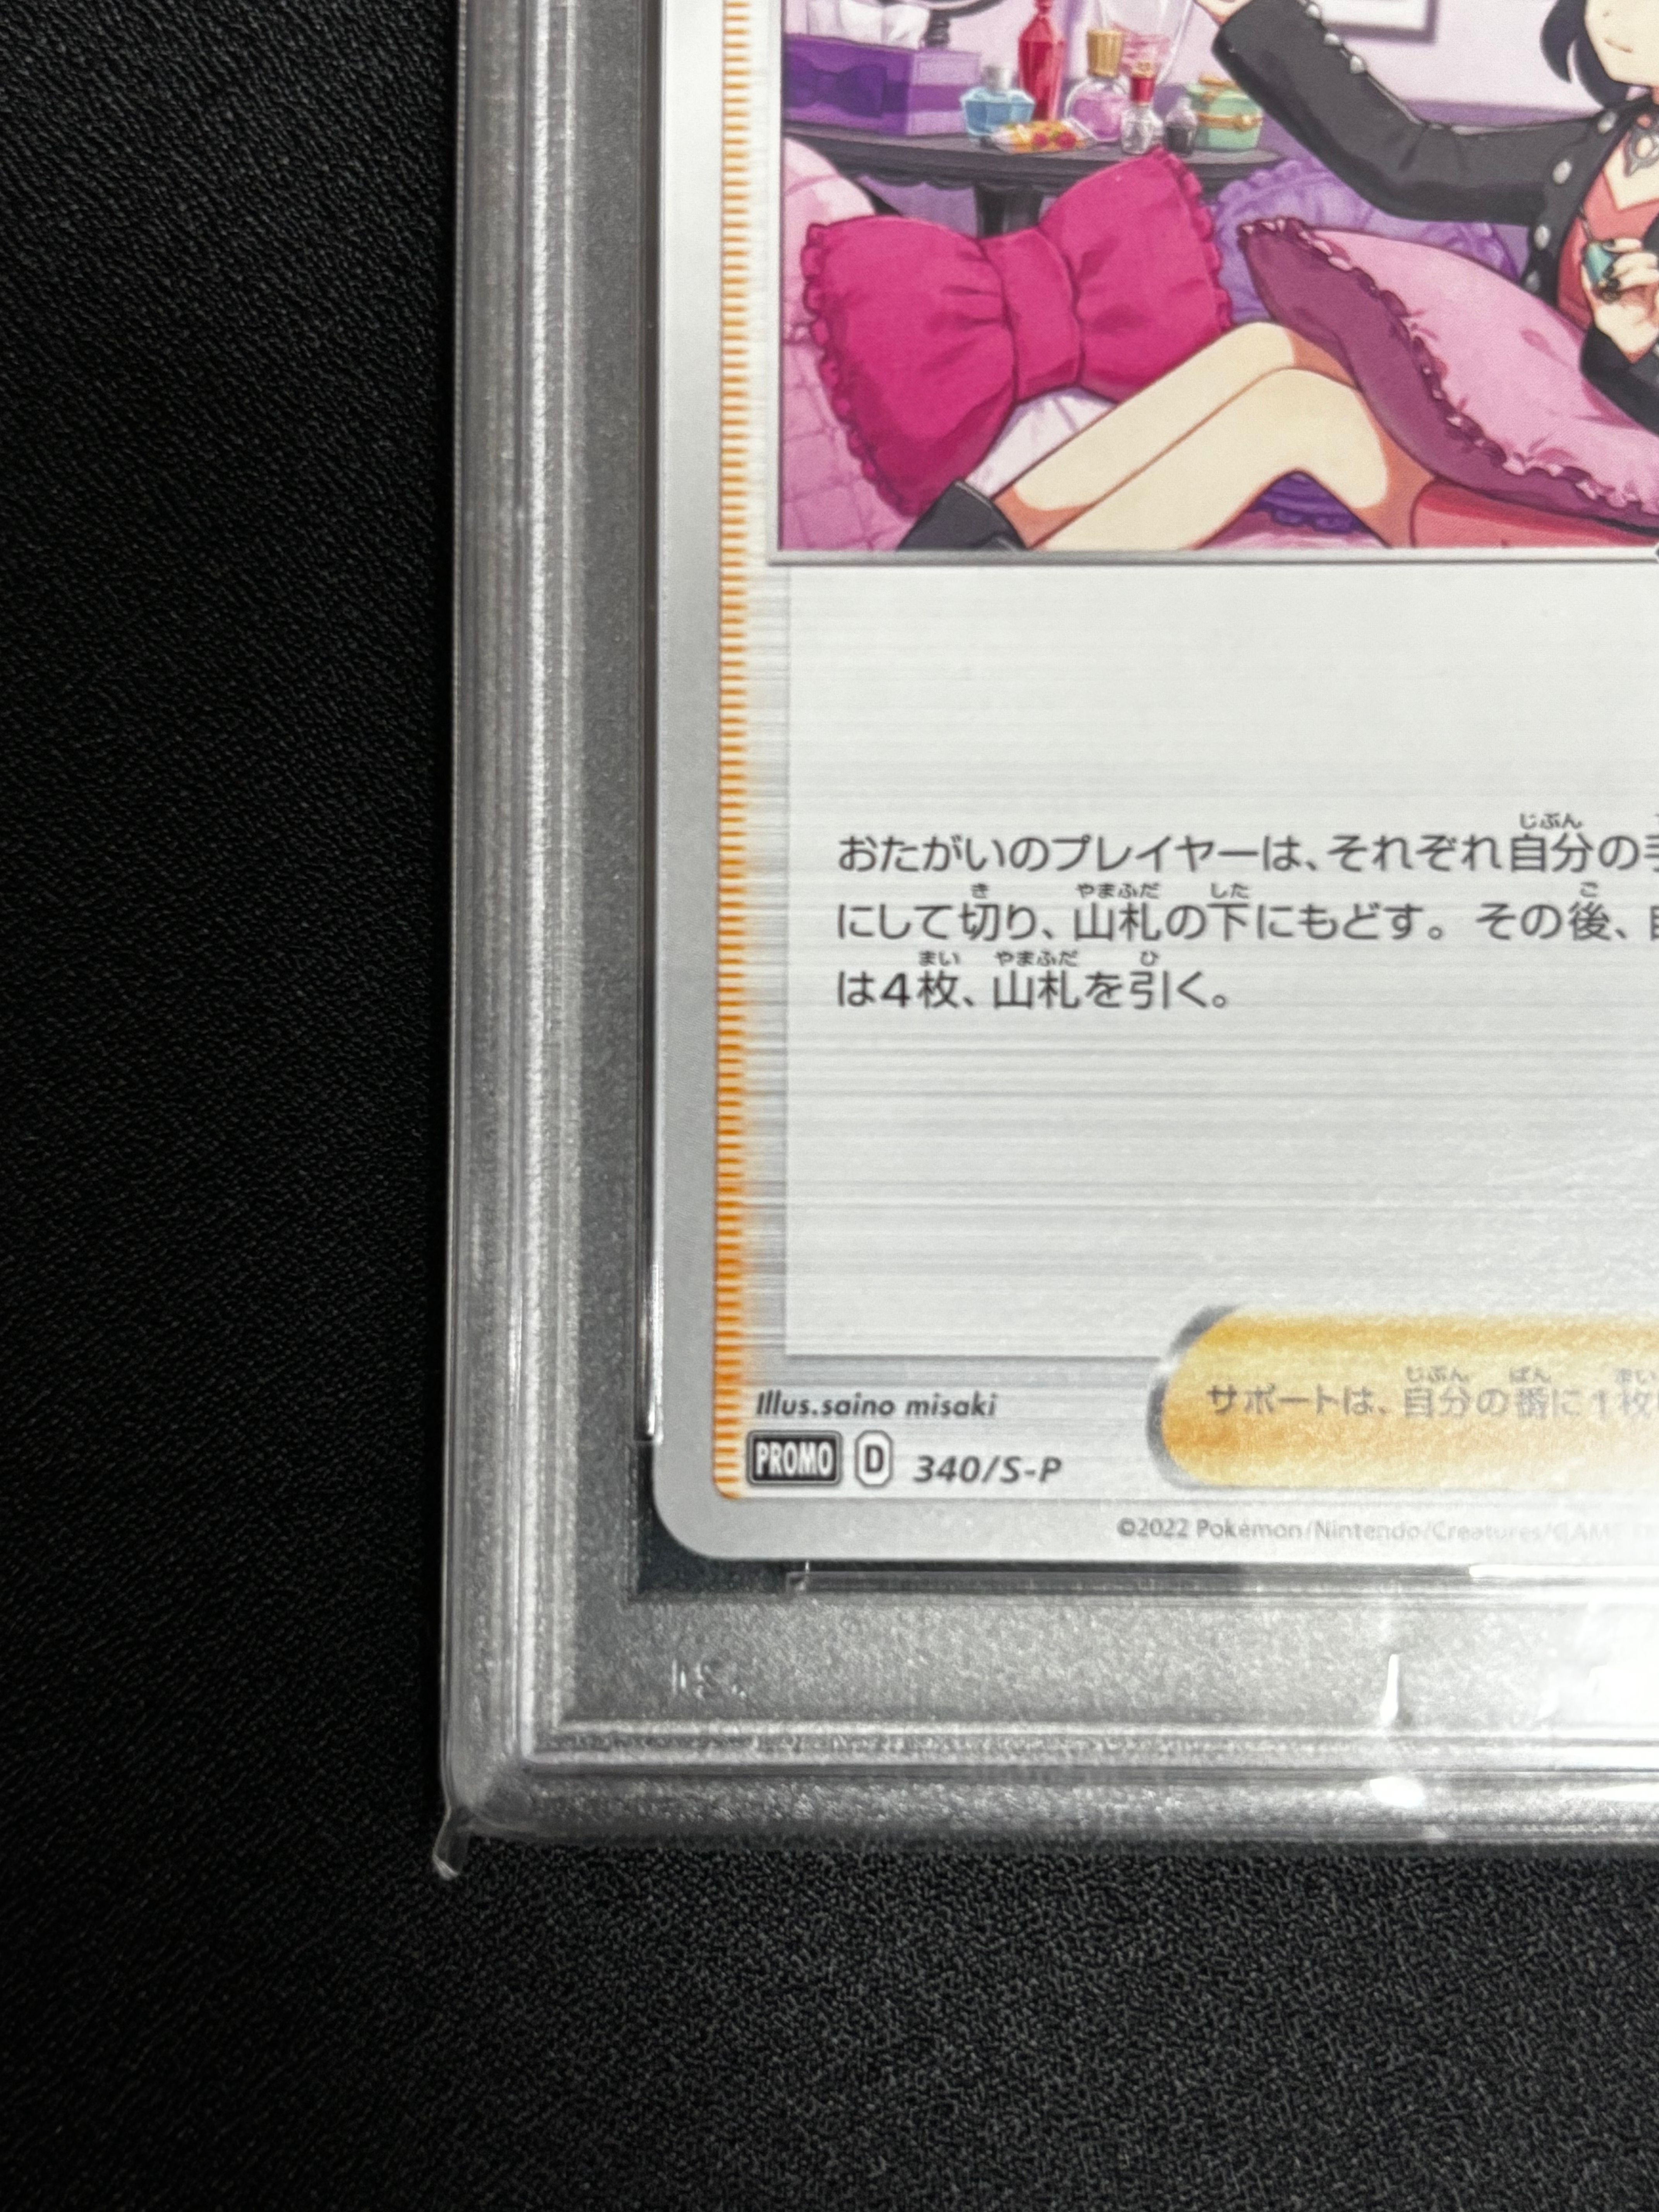 おたがいのプレイヤーは、それぞれ自分の
にして切り、山札の下にもどす。その後、
は4枚、山札を引く。
Illus.saino misaki
サポートは、自分の番に1枚
PROMO D 340/S-P
©2022 Pokémon/Nintendo/Creatures/GAME